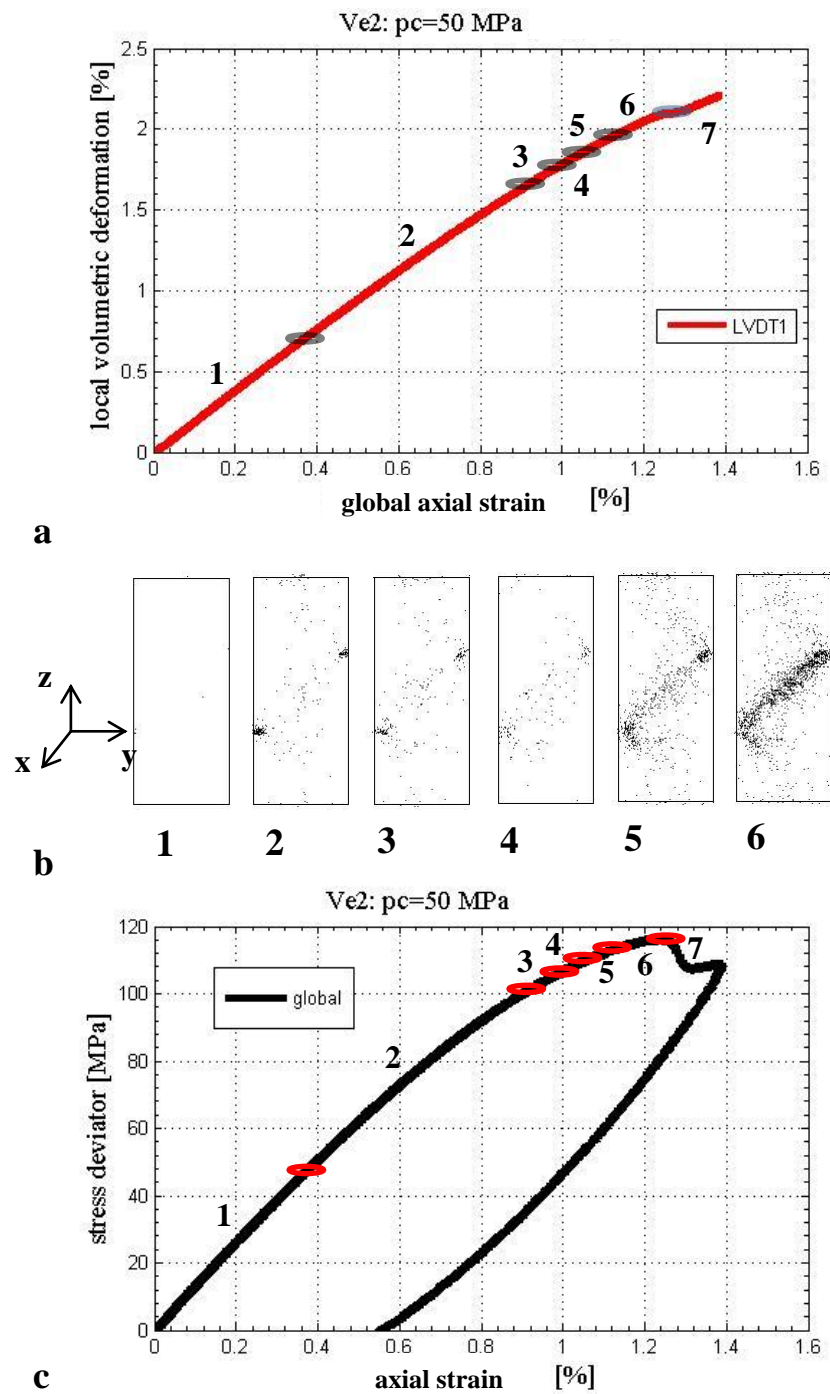 Ve2: pc=50 MPa
local volumetric deformation [%]
2.5
2
1.5
1
0.5
0
1
2
3
4
5
6
7
LVDT1
0 0.2 0.4 0.6 0.8 1 1.2 1.4 1.6
global axial strain [%]
a
z
x
y
1 2 3 4 5 6
b
Ve2: pc=50 MPa
stress deviator [MPa]
120
100
80
60
40
20
0
1
2
3
4
5
6
7
global
0 0.2 0.4 0.6 0.8 1 1.2 1.4 1.6
axial strain [%]
c